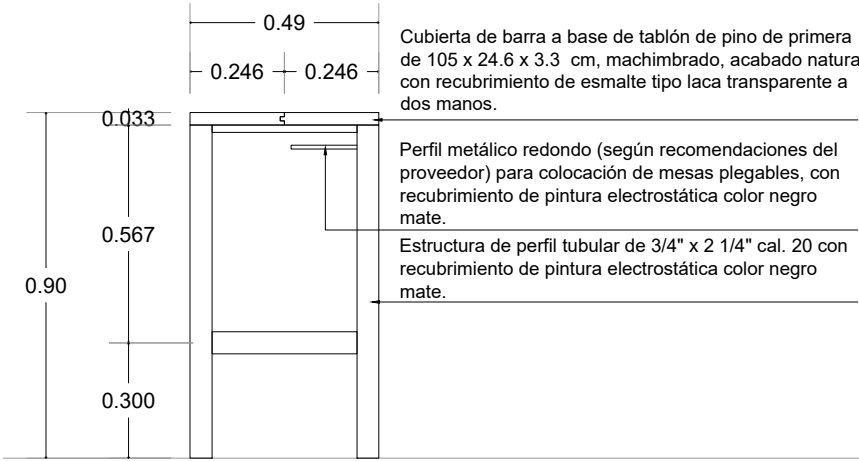 0.49
0.246
0.246
0.033
0.567
0.90
0.300
Cubierta de barra a base de tablón de pino de primera
de 105 x 24.6 x 3.3 cm, machimbrado, acabado natura
con recubrimiento de esmalte tipo laca transparente a
dos manos.
Perfil metálico redondo (según recomendaciones del
proveedor) para colocación de mesas plegables, con
recubrimiento de pintura electrostática color negro
mate.
Estructura de perfil tubular de 3/4" x 2 1/4" cal. 20 con
recubrimiento de pintura electrostática color negro
mate.